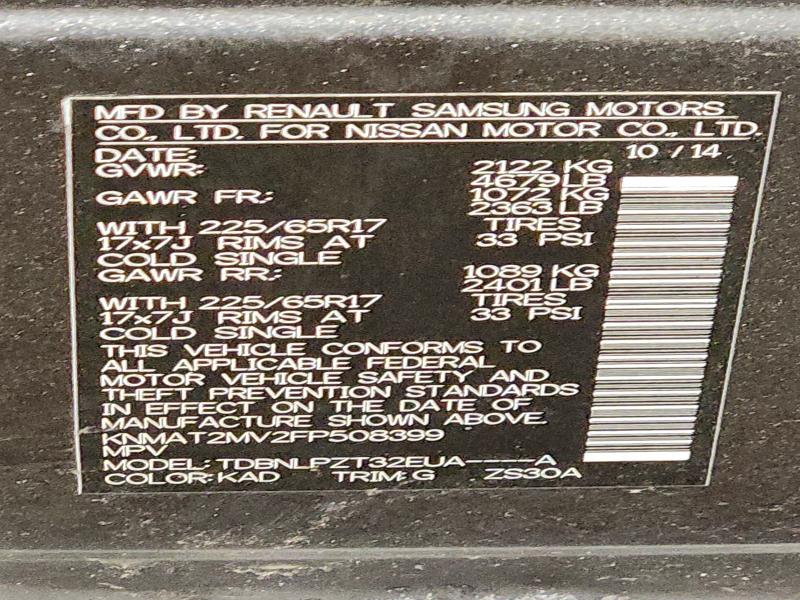 MFD BY RENAULT SAMSUNG MOTORS
CO., LTD. FOR NISSAN MOTOR CO., LTD.
DATE: 10 / 14
GVWR: 2122 KG
4679 LB
GAWR FR: 1072 KG
2363 LB
WITH 225/65R17 TIRES
17x7J RIMS AT 33 PSI
COLD SINGLE
GAWR RR: 1089 KG
2401 LB
WITH 225/65R17 TIRES
17x7J RIMS AT 33 PSI
COLD SINGLE
THIS VEHICLE CONFORMS TO
ALL APPLICABLE FEDERAL
MOTOR VEHICLE SAFETY AND
THEFT PREVENTION STANDARDS
IN EFFECT ON THE DATE OF
MANUFACTURE SHOWN ABOVE.
KNMAT2MV2FP508399
MPV
MODEL: TDBNLPZT32EUA-----A
COLOR: KAD TRIM: G ZS30A